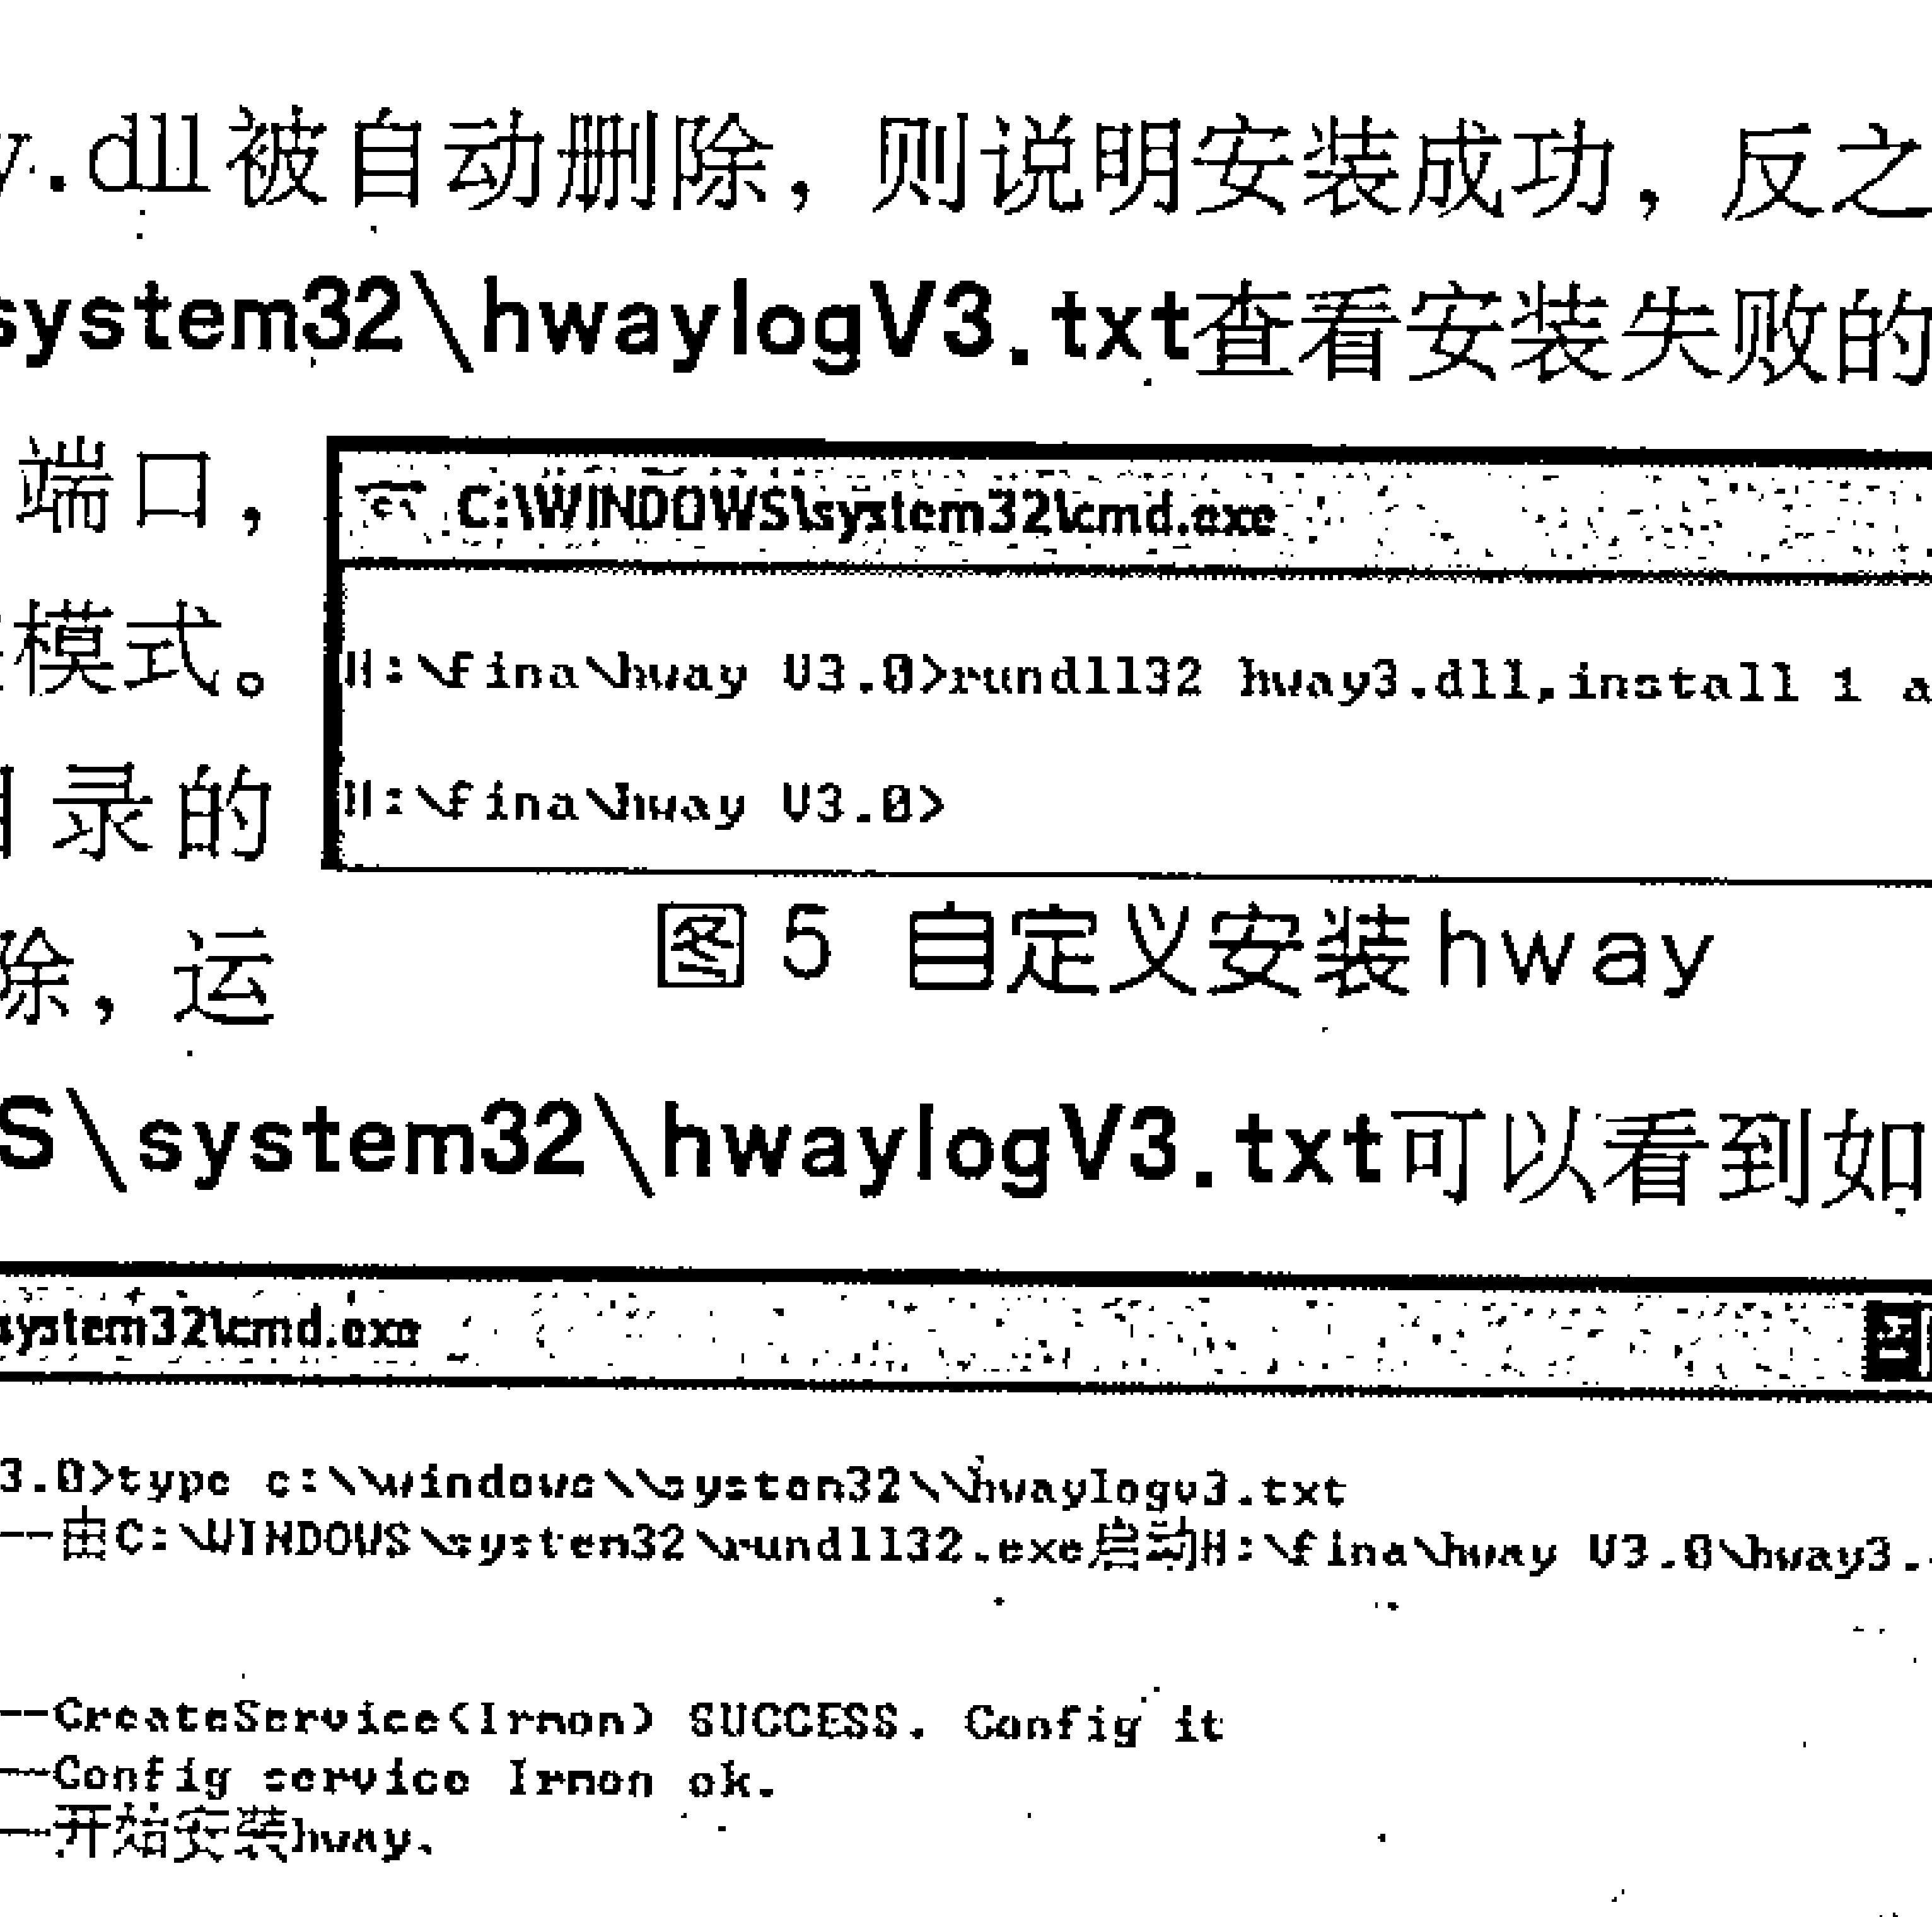 y.dll被自动删除，则说明安装成功，反之
system32\hwaylogV3.txt查看安装失败的
端口，
模式。
目录的
除，运
C:\WINDOWS\system32\cmd.exe
H:\fina\hway V3.0>rundll32 hway3.dll,install 1 a
H:\fina\hway V3.0>
图 5 自定义安装hway
S\system32\hwaylogV3.txt可以看到如
system32\cmd.exe
3.0>type c:\\windows\\system32\\hwaylogv3.txt
--由C:\WINDOWS\system32\rundll32.exe启动H:\fina\hway V3.0\hway3.
--CreateService(Irmon) SUCCESS. Config it
--Config service Irmon ok.
--开始安装hway.